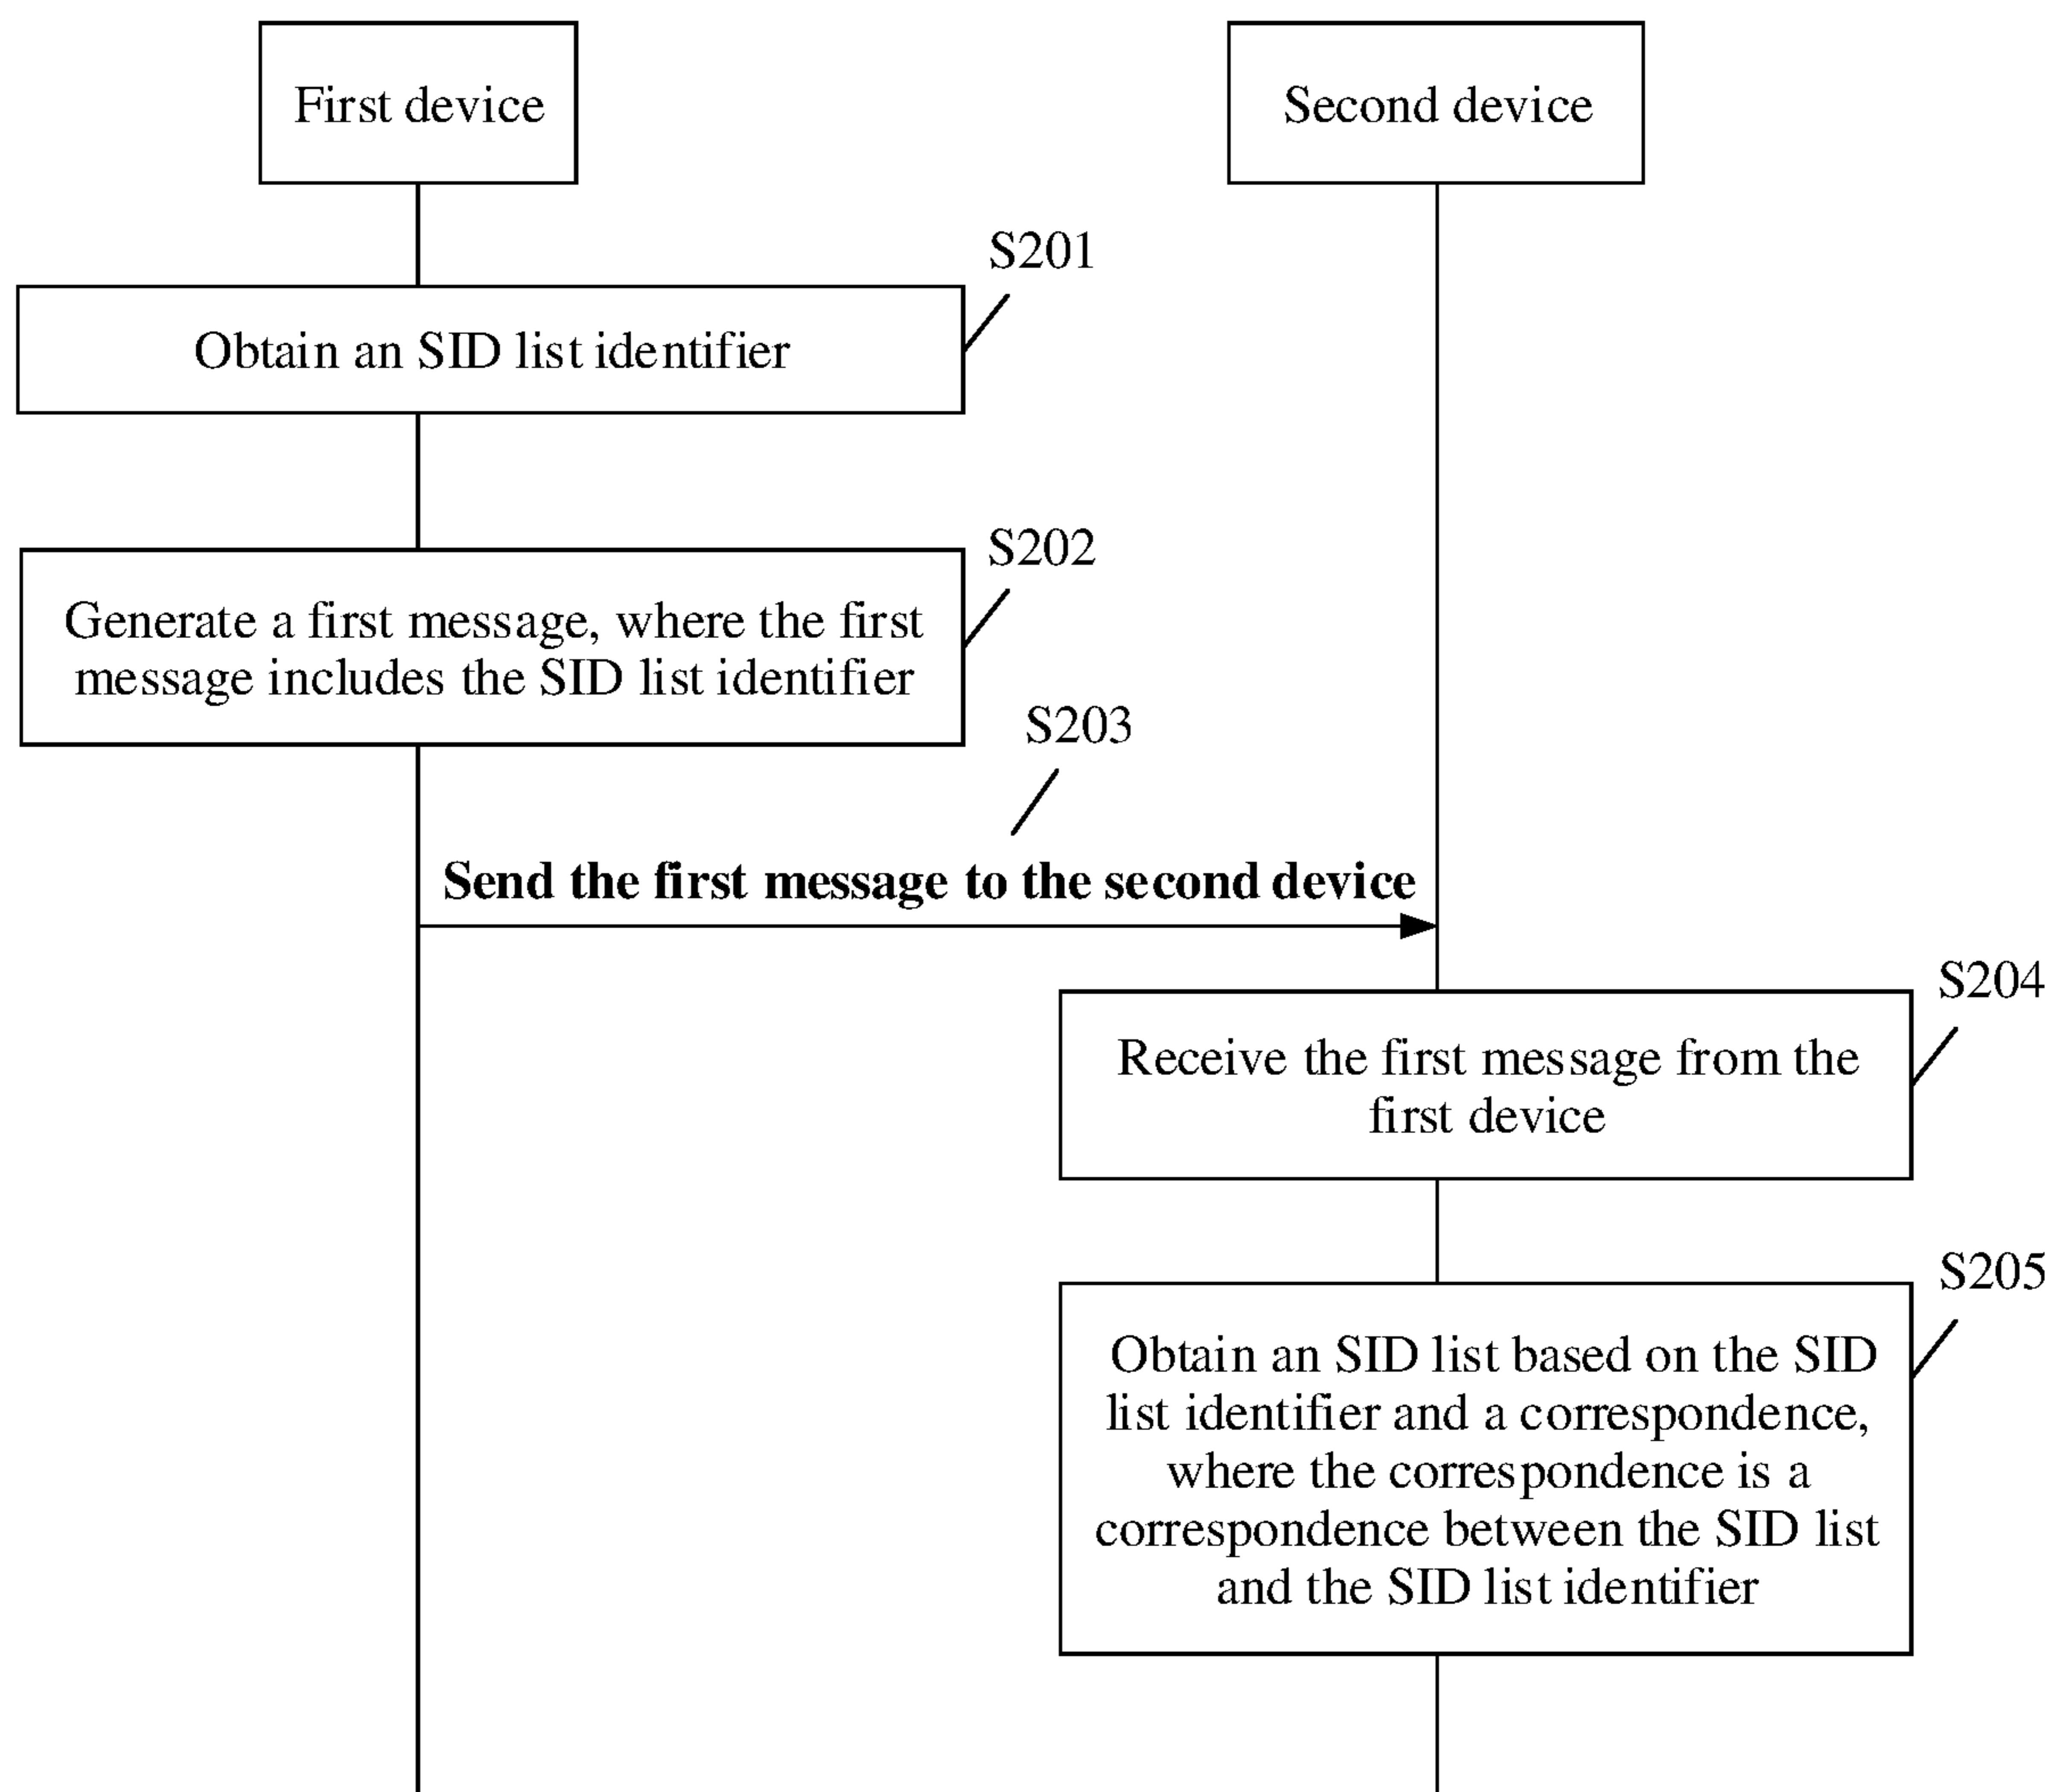 First device
Second device
S201
Obtain an SID list identifier
S202
Generate a first message, where the first
message includes the SID list identifier
S203
Send the first message to the second device
S204
Receive the first message from the
first device
S205
Obtain an SID list based on the SID
list identifier and a correspondence,
where the correspondence is a
correspondence between the SID list
and the SID list identifier